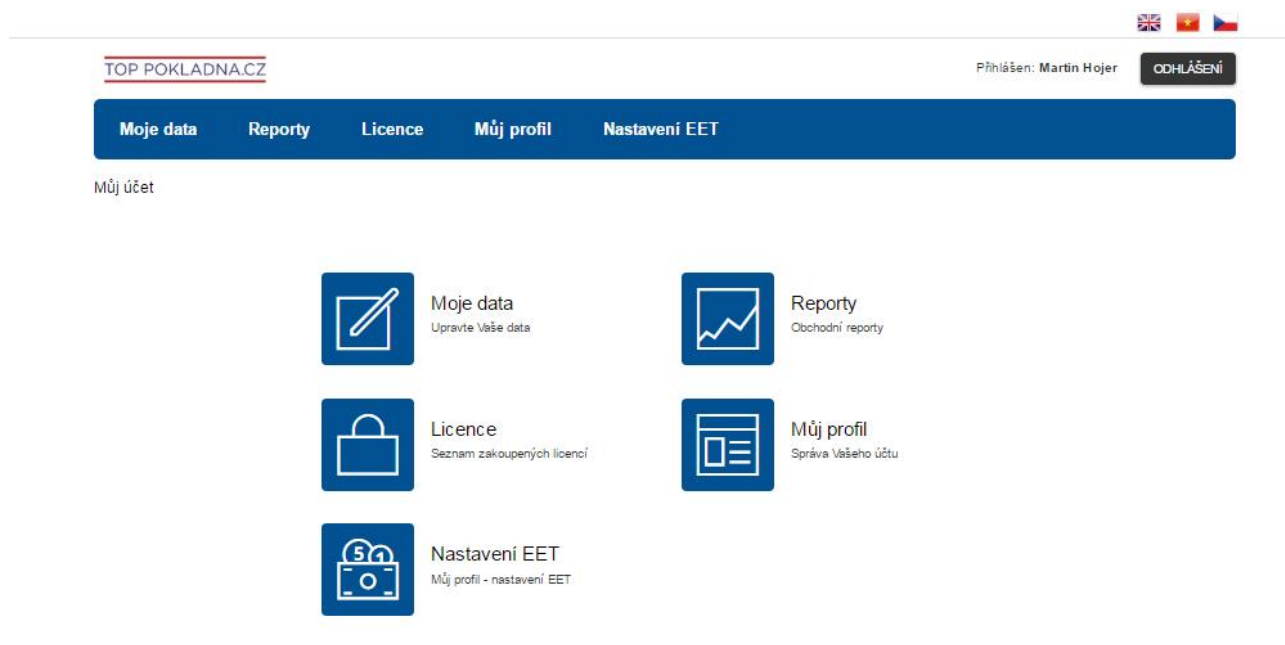 TOP POKLADNA.CZ
Přihlášen: Martin Hojer
ODHLÁŠENÍ
Moje data
Reporty
Licence
Můj profil
Nastavení EET
Můj účet
Moje data
Upravte Vaše data
Reporty
Obchodní reporty
Licence
Seznam zakoupených licencí
Můj profil
Správa Vašeho účtu
5 1
Nastavení EET
Můj profil - nastavení EET